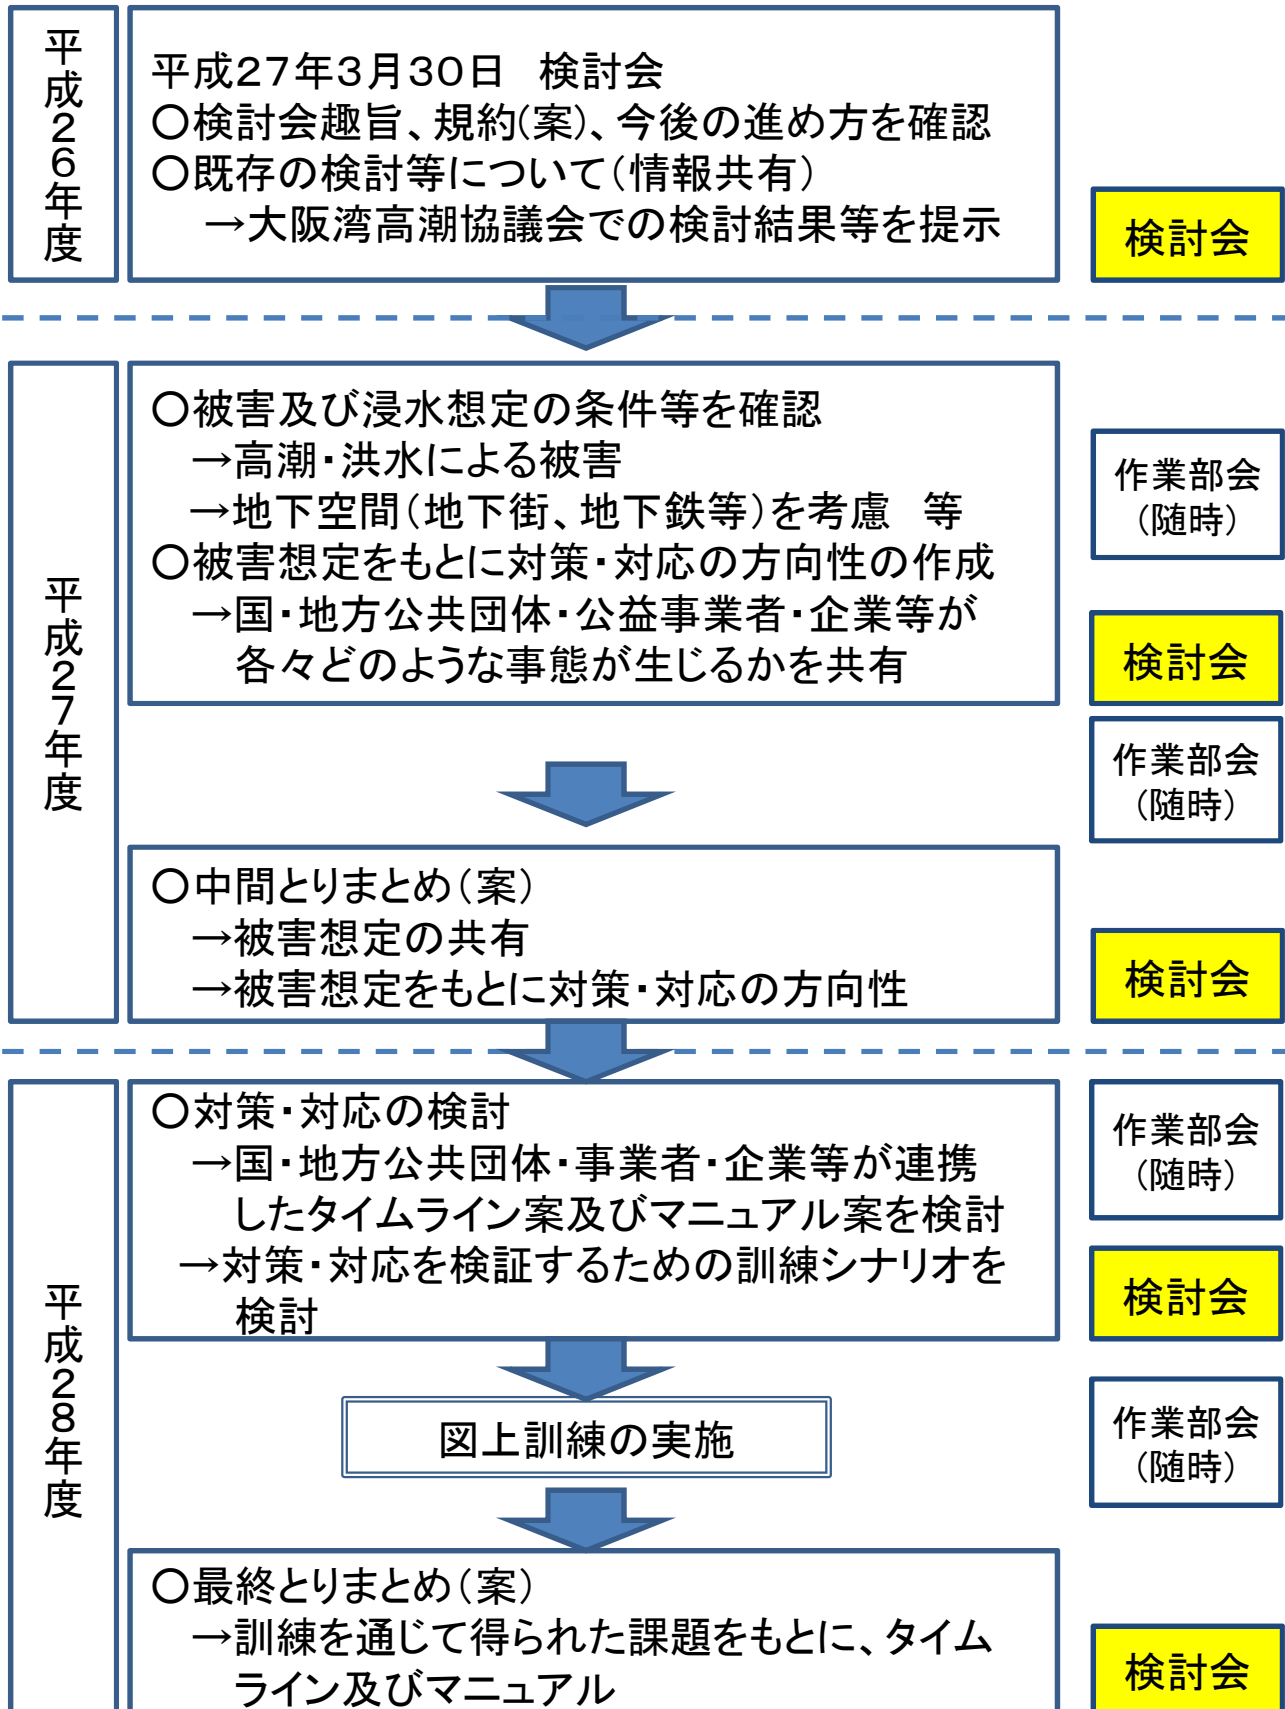 平成26年度
平成27年3月30日　検討会
○検討会趣旨、規約(案)、今後の進め方を確認
○既存の検討等について(情報共有)
→大阪湾高潮協議会での検討結果等を提示
検討会
平成27年度
○被害及び浸水想定の条件等を確認
→高潮・洪水による被害
→地下空間(地下街、地下鉄等)を考慮　等
○被害想定をもとに対策・対応の方向性の作成
→国・地方公共団体・公益事業者・企業等が
各々どのような事態が生じるかを共有
作業部会
(随時)
検討会
作業部会
(随時)
○中間とりまとめ(案)
→被害想定の共有
→被害想定をもとに対策・対応の方向性
検討会
平成28年度
○対策・対応の検討
→国・地方公共団体・事業者・企業等が連携
したタイムライン案及びマニュアル案を検討
→対策・対応を検証するための訓練シナリオを
検討
作業部会
(随時)
検討会
図上訓練の実施
作業部会
(随時)
○最終とりまとめ(案)
→訓練を通じて得られた課題をもとに、タイム
ライン及びマニュアル
検討会